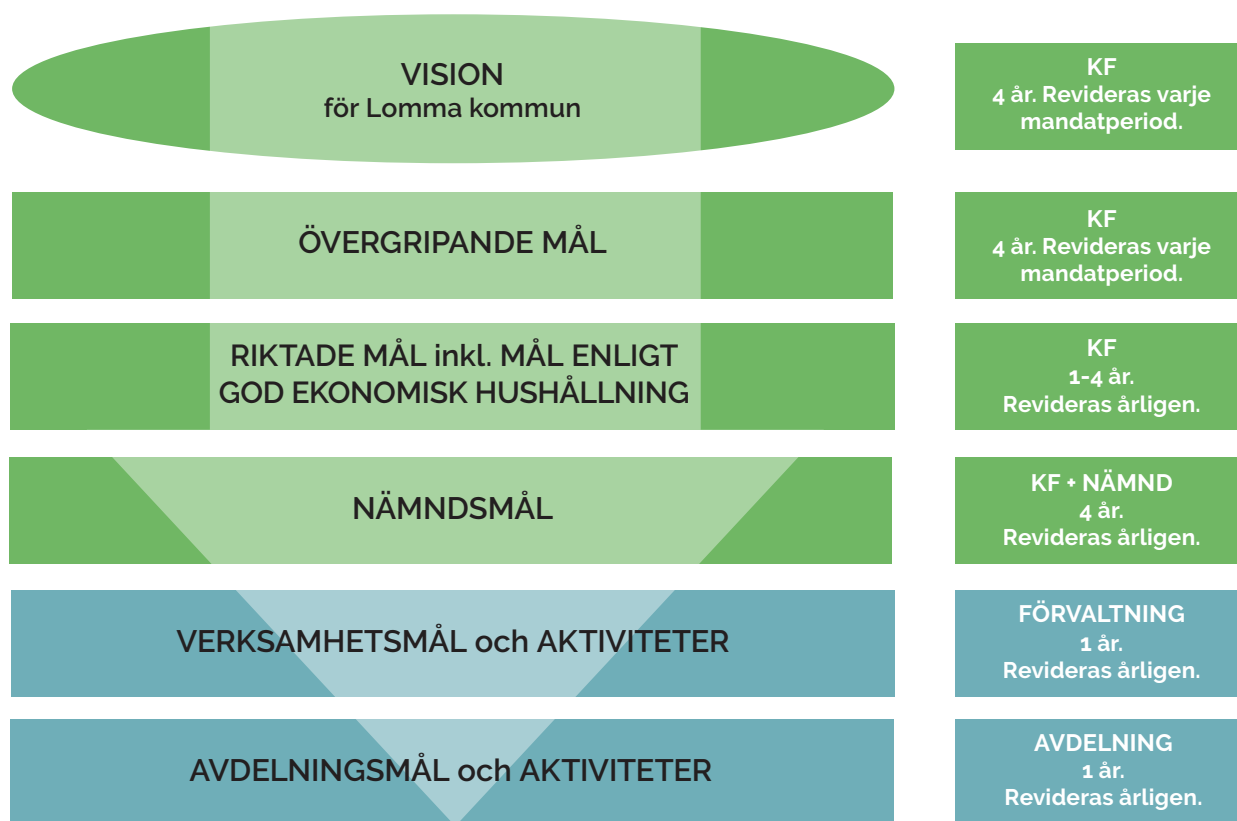 VISION
för Lomma kommun
KF
4 år. Revideras varje
mandatperiod.
ÖVERGRIPANDE MÅL
KF
4 år. Revideras varje
mandatperiod.
RIKTADE MÅL inkl. MÅL ENLIGT
GOD EKONOMISK HUSHÅLLNING
KF
1-4 år.
Revideras årligen.
NÄMNDSMÅL
KF + NÄMND
4 år.
Revideras årligen.
VERKSAMHETSMÅL och AKTIVITETER
FÖRVALTNING
1 år.
Revideras årligen.
AVDELNINGSMÅL och AKTIVITETER
AVDELNING
1 år.
Revideras årligen.